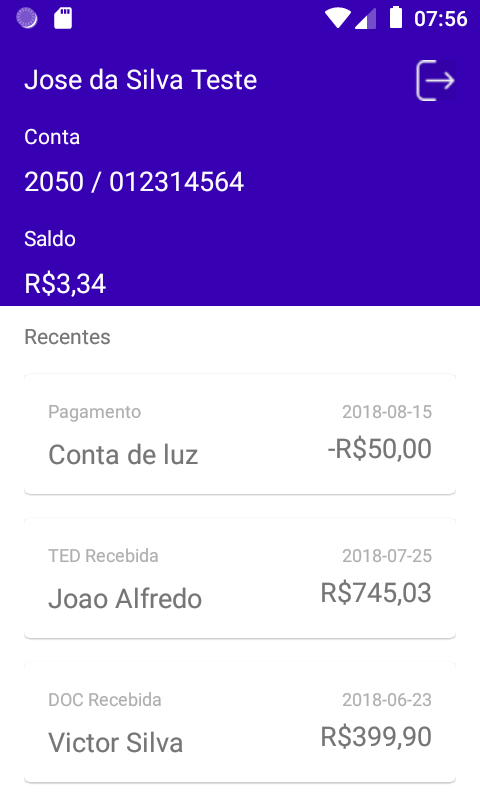 07:56
Jose da Silva Teste
Conta
2050 / 012314564
Saldo
R$3,34
Recentes
Pagamento 2018-08-15
Conta de luz -R$50,00
TED Recebida 2018-07-25
Joao Alfredo R$745,03
DOC Recebida 2018-06-23
Victor Silva R$399,90